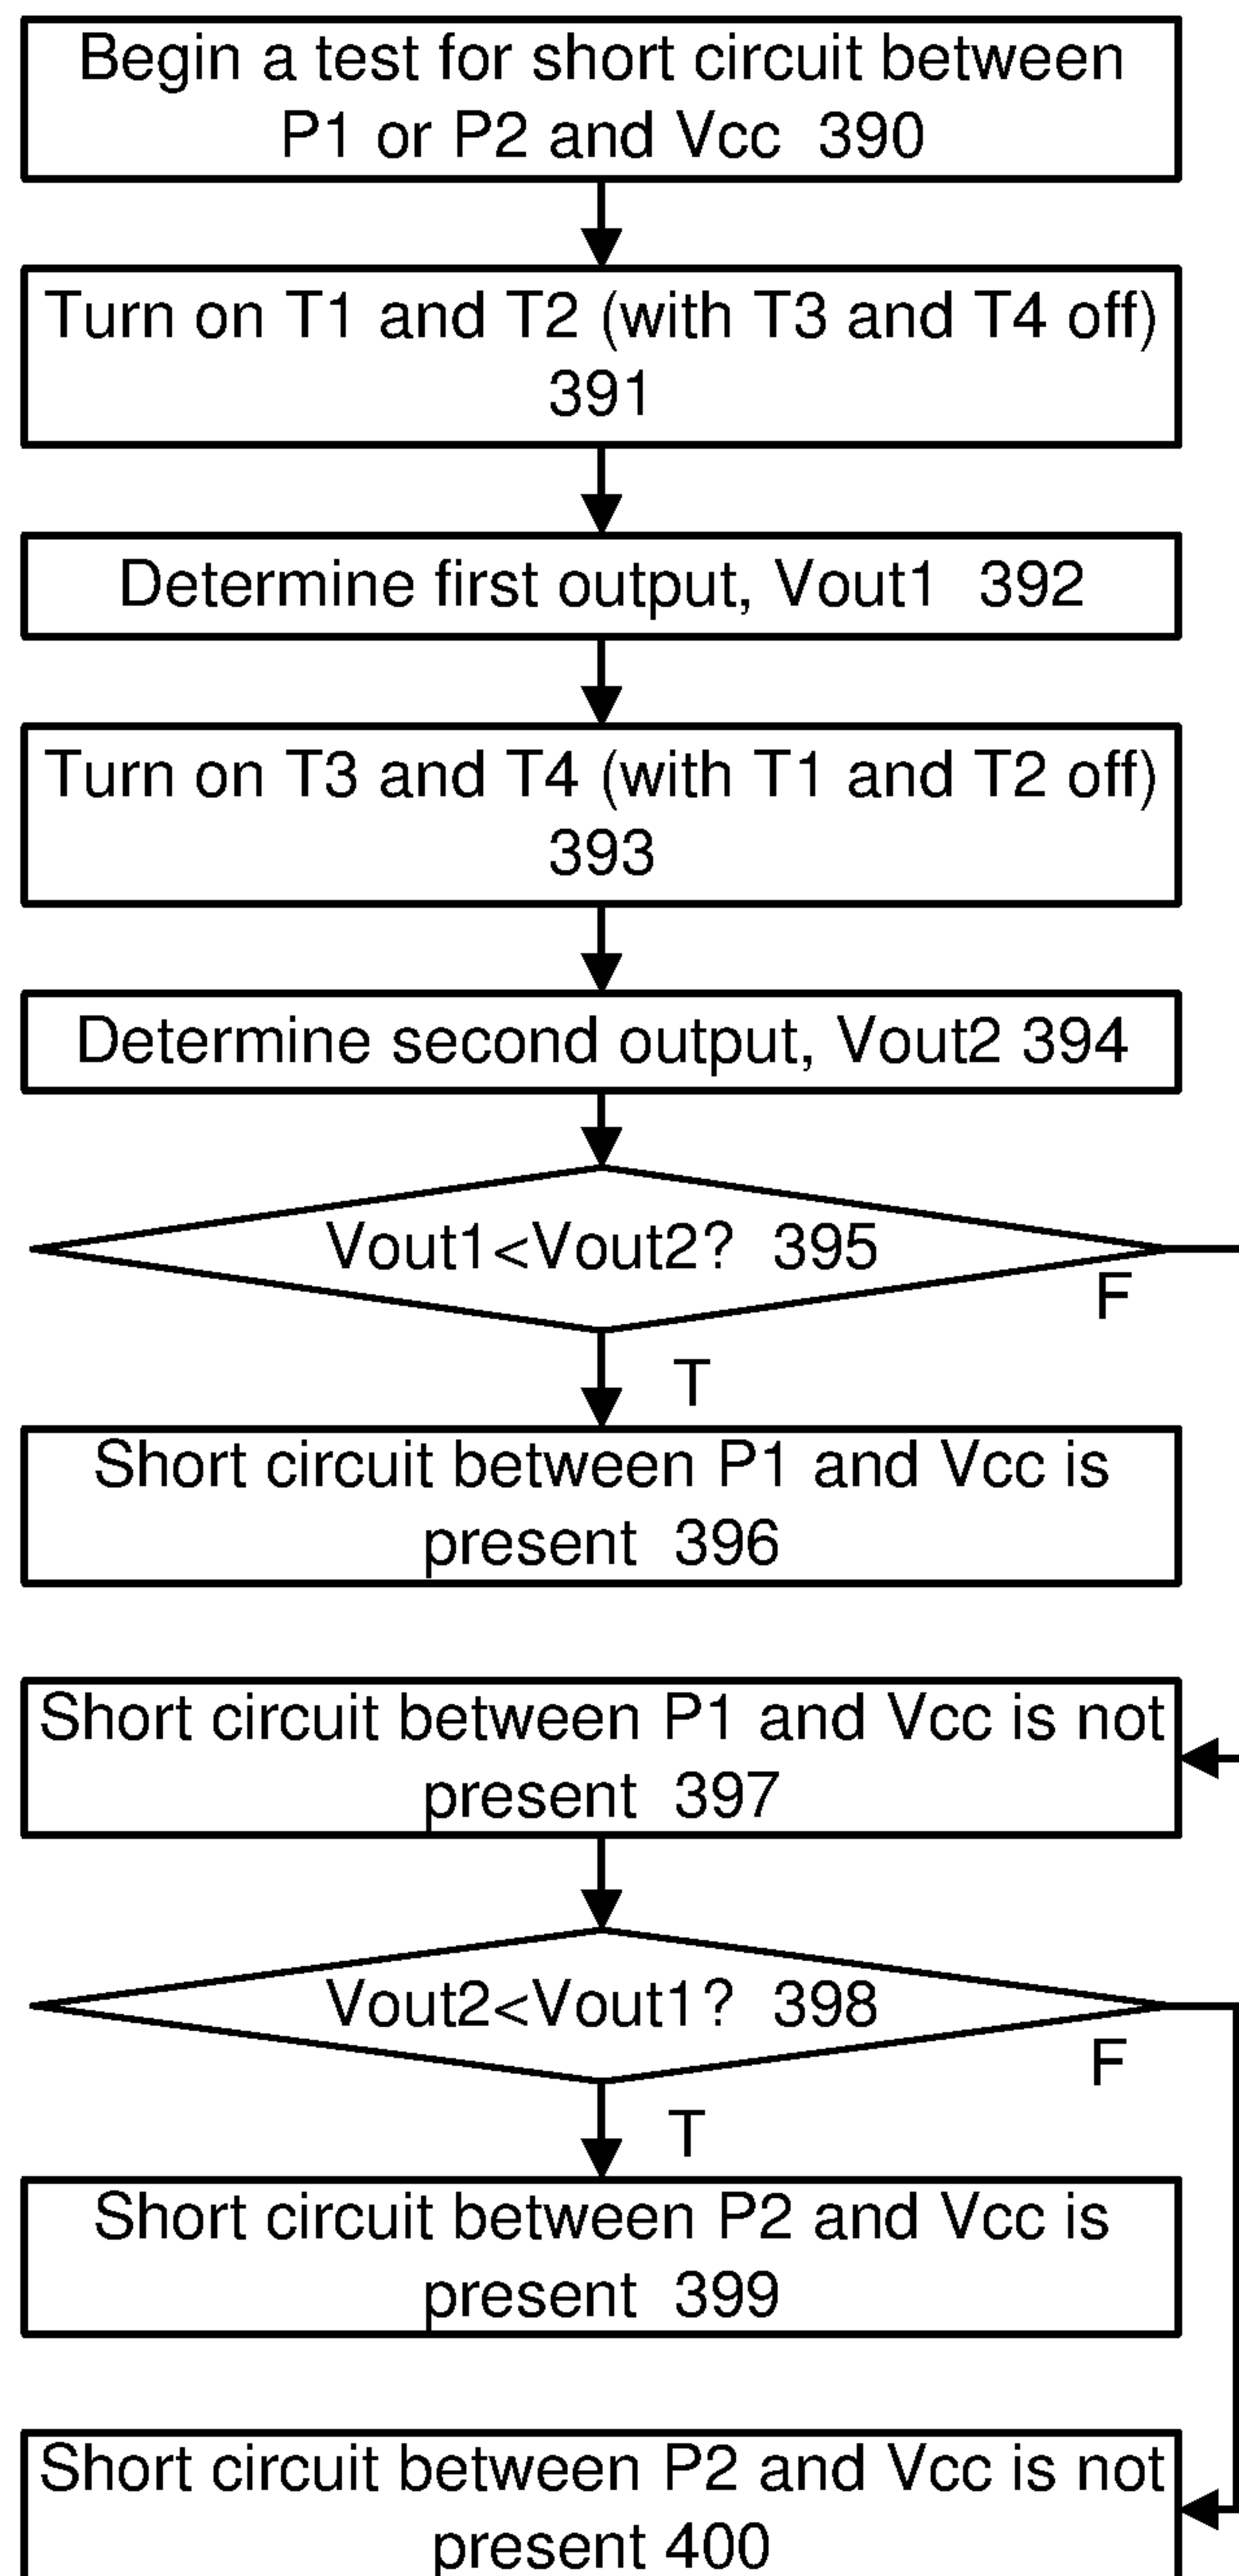 Begin a test for short circuit between
P1 or P2 and Vcc 390
Turn on T1 and T2 (with T3 and T4 off)
391
Determine first output, Vout1 392
Turn on T3 and T4 (with T1 and T2 off)
393
Determine second output, Vout2 394
Vout1<Vout2? 395
F
T
Short circuit between P1 and Vcc is
present 396
Short circuit between P1 and Vcc is not
present 397
Vout2<Vout1? 398
F
T
Short circuit between P2 and Vcc is
present 399
Short circuit between P2 and Vcc is not
present 400